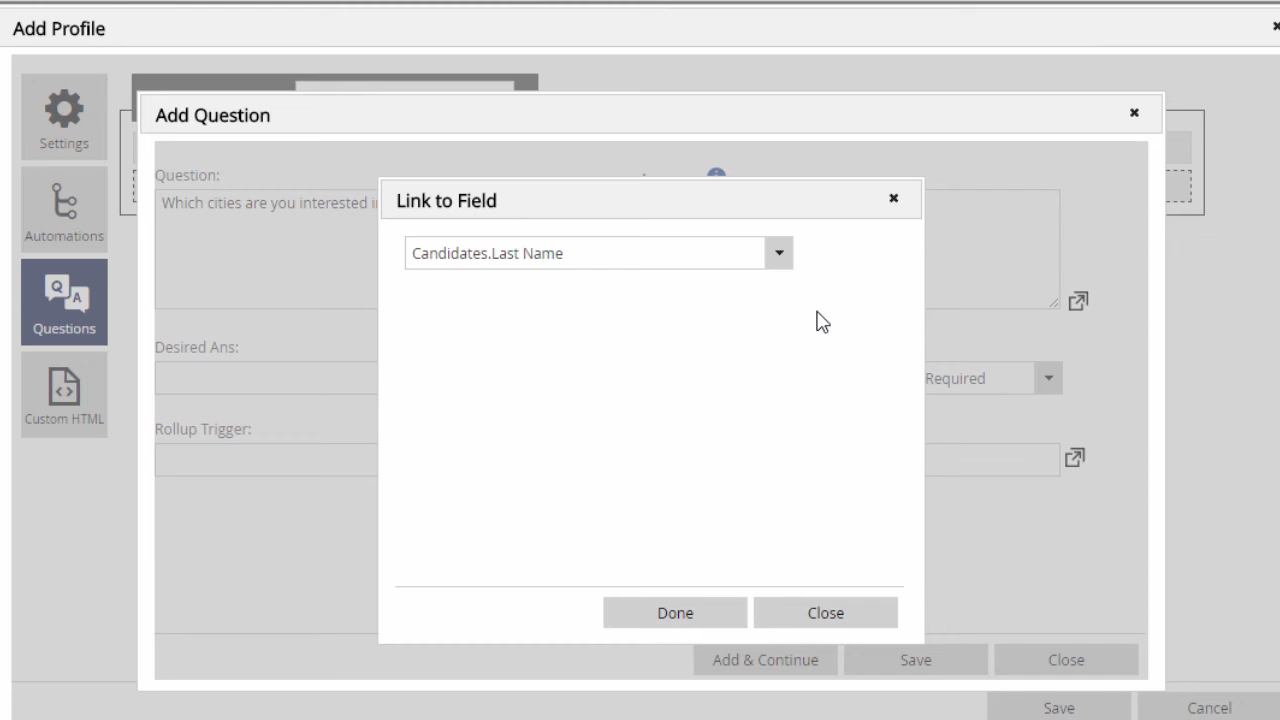 Add Profile
Settings
Automations
Q A
Questions
Custom HTML
Add Question
Question:
Which cities are you interested
Link to Field
Candidates.Last Name
Desired Ans:
Required
Rollup Trigger:
Done
Close
Add & Continue
Save
Close
Save
Cancel